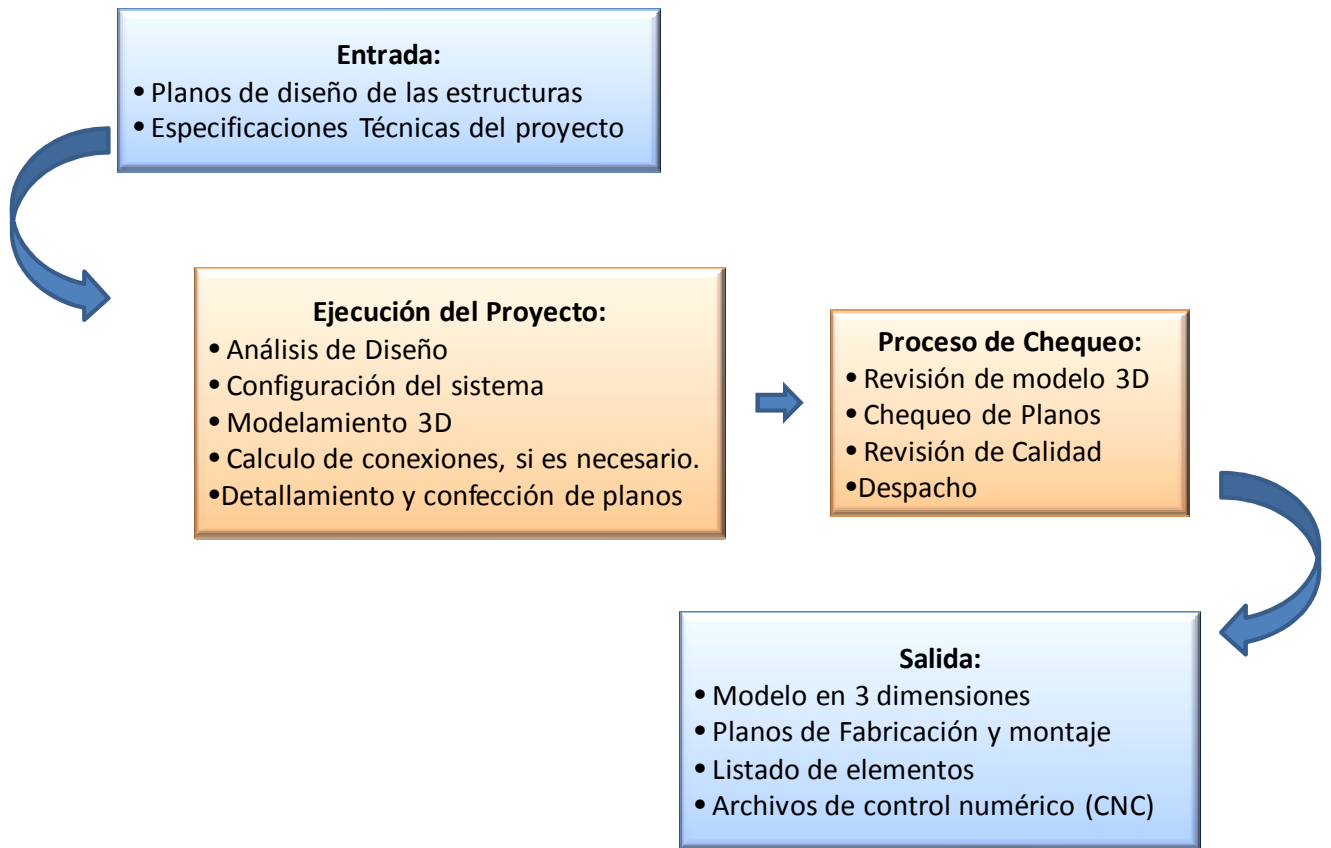 Entrada:
• Planos de diseño de las estructuras
• Especificaciones Técnicas del proyecto
Ejecución del Proyecto:
• Análisis de Diseño
• Configuración del sistema
• Modelamiento 3D
• Calculo de conexiones, si es necesario.
•Detallamiento y confección de planos
Proceso de Chequeo:
• Revisión de modelo 3D
• Chequeo de Planos
• Revisión de Calidad
•Despacho
Salida:
• Modelo en 3 dimensiones
• Planos de Fabricación y montaje
• Listado de elementos
• Archivos de control numérico (CNC)